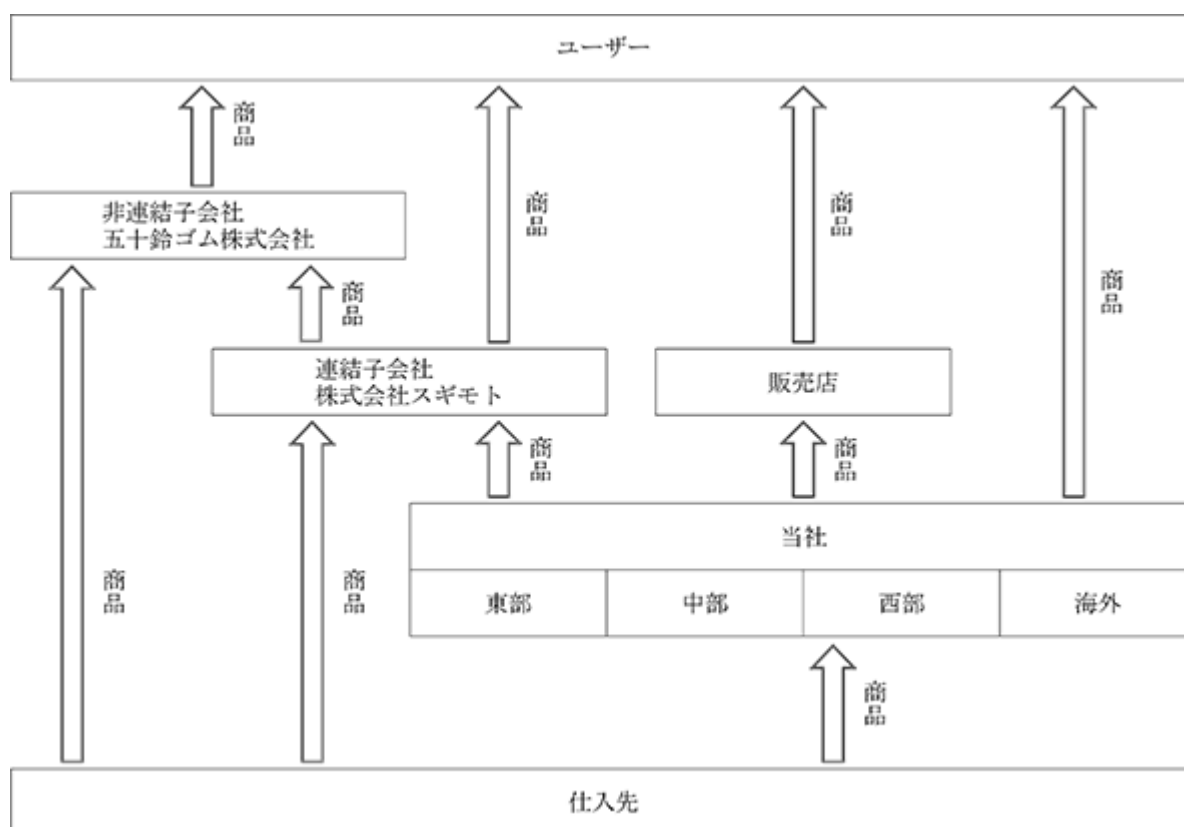 ユーザー
商品
商品
商品
商品
非連結子会社
五十鈴ゴム株式会社
商品
連結子会社
株式会社スギモト
販売店
商品
商品
当社
東部
中部
西部
海外
商品
商品
商品
仕入先